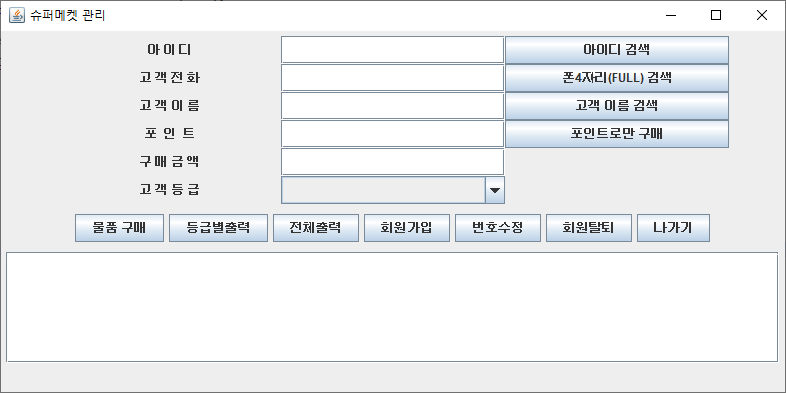 슈퍼메켓 관리
아 이 디 아이디 검색
고 객 전 화 폰4자리(FULL) 검색
고 객 이 름 고객 이름 검색
포 인 트 포인트로만 구매
구 매 금 액
고 객 등 급
물품 구매 등급별출력 전체출력 회원가입 번호수정 회원탈퇴 나가기